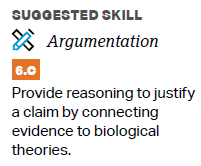 SUGGESTED SKILL
Argumentation
6.C
Provide reasoning to justify
a claim by connecting
evidence to biological
theories.